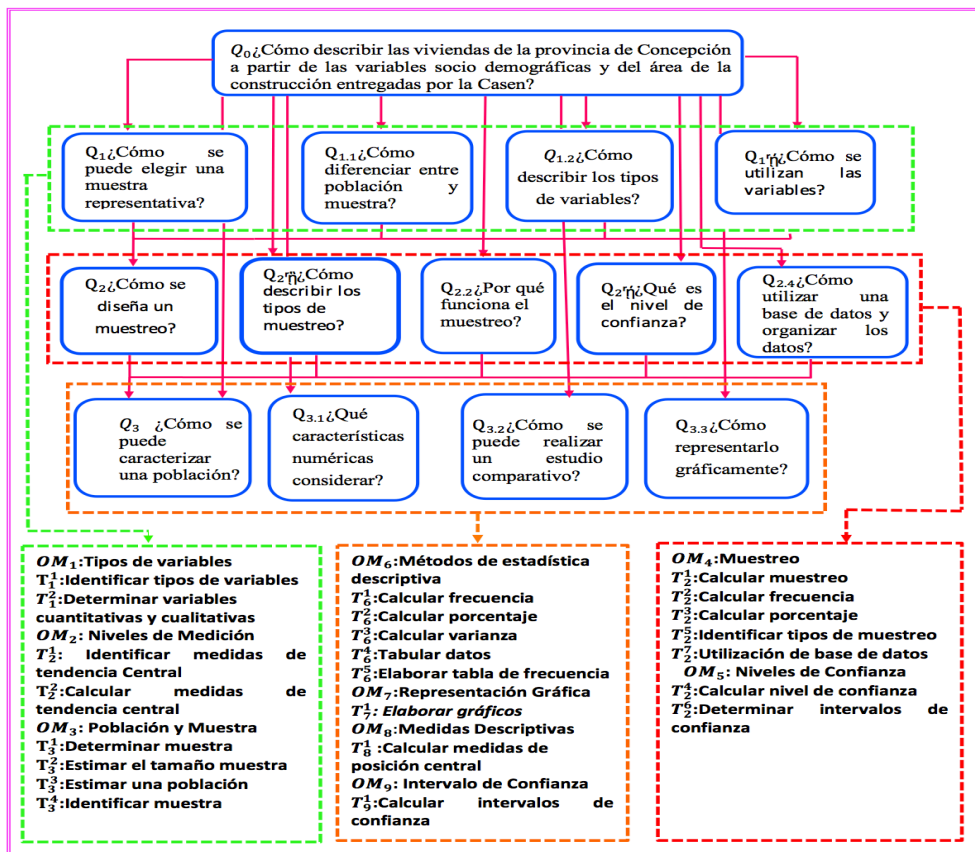 Q₀¿Cómo describir las viviendas de la provincia de Concepción
a partir de las variables socio demográficas y del área de la
construcción entregadas por la Casen?
Q₁¿Cómo se
puede elegir una
muestra
representativa?
Q₁.₁¿Cómo
diferenciar entre
población y
muestra?
Q₁.₂¿Cómo
describir los tipos
de variables?
Q₁¿Cómo se
utilizan las
variables?
Q₂¿Cómo se
diseña un
muestreo?
Q₂¿Cómo
describir los
tipos de
muestreo?
Q₂.₂¿Por qué
funciona el
muestreo?
Q₂¿Qué es
el nivel de
confianza?
Q₂.₄¿Cómo
utilizar una
base de datos y
organizar los
datos?
Q₃ ¿Cómo se
puede
caracterizar
una población?
Q₃.₁¿Qué
características
numéricas
considerar?
Q₃.₂¿Cómo se
puede realizar
un estudio
comparativo?
Q₃.₃¿Cómo
representarlo
gráficamente?
OM₁:Tipos de variables
T₁¹:Identificar tipos de variables
T₁²:Determinar variables
cuantitativas y cualitativas
OM₂: Niveles de Medición
T₂¹: Identificar medidas de
tendencia Central
T₂²:Calcular medidas de
tendencia central
OM₃: Población y Muestra
T₃¹:Determinar muestra
T₃²:Estimar el tamaño muestra
T₃³:Estimar una población
T₃⁴:Identificar muestra
OM₆:Métodos de estadística
descriptiva
T₆¹:Calcular frecuencia
T₆²:Calcular porcentaje
T₆³:Calcular varianza
T₆⁴:Tabular datos
T₆⁵:Elaborar tabla de frecuencia
OM₇:Representación Gráfica
T₇¹: Elaborar gráficos
OM₈:Medidas Descriptivas
T₈¹:Calcular medidas de
posición central
OM₉: Intervalo de Confianza
T₉¹:Calcular intervalos de
confianza
OM₄:Muestreo
T₂¹:Calcular muestreo
T₂²:Calcular frecuencia
T₂³:Calcular porcentaje
T₂⁵:Identificar tipos de muestreo
T₂⁷:Utilización de base de datos
OM₅: Niveles de Confianza
T₂⁴:Calcular nivel de confianza
T₂⁶:Determinar intervalos de
confianza